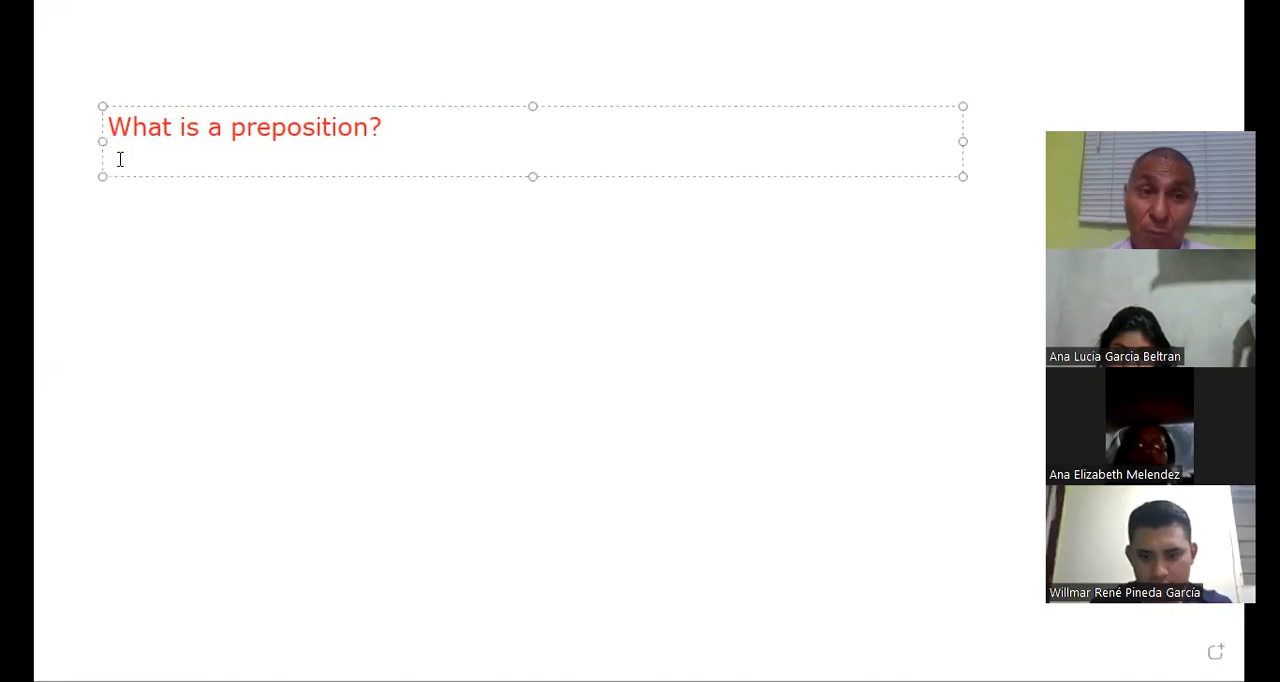 What is a preposition?
Ana Lucia Garcia Beltran
Ana Elizabeth Melendez
Willmar René Pineda García